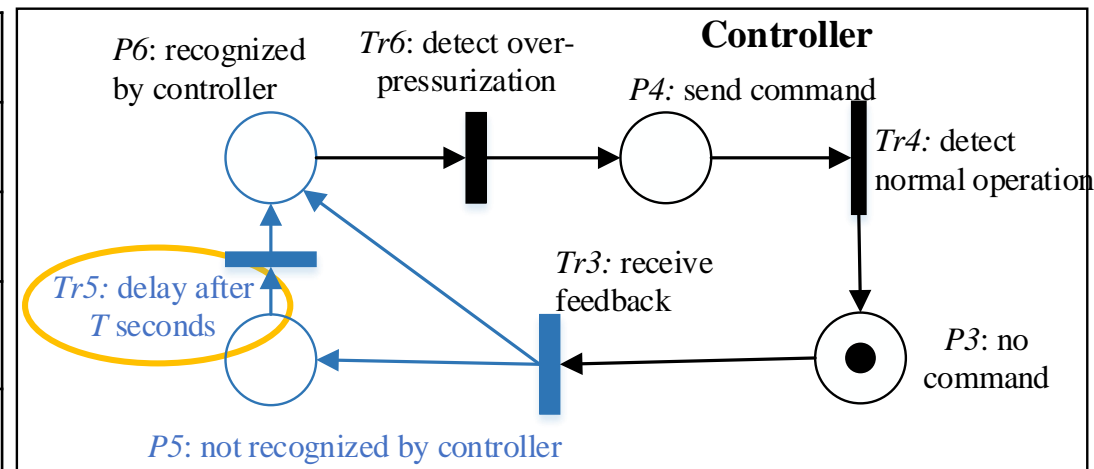 Controller
P6: recognized
by controller
Tr6: detect over-
pressurization
P4: send command
Tr4: detect
normal operation
Tr5: delay after
T seconds
Tr3: receive
feedback
P3: no
command
P5: not recognized by controller